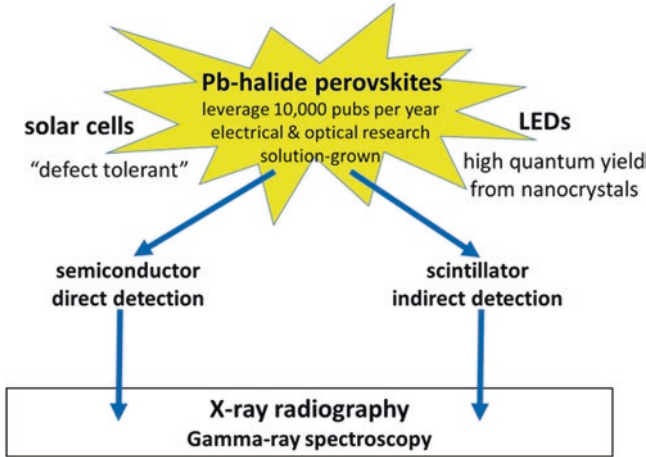 Pb-halide perovskites
leverage 10,000 pubs per year
electrical & optical research
solution-grown
solar cells
"defect tolerant"
LEDs
high quantum yield
from nanocrystals
semiconductor
direct detection
scintillator
indirect detection
X-ray radiography
Gamma-ray spectroscopy